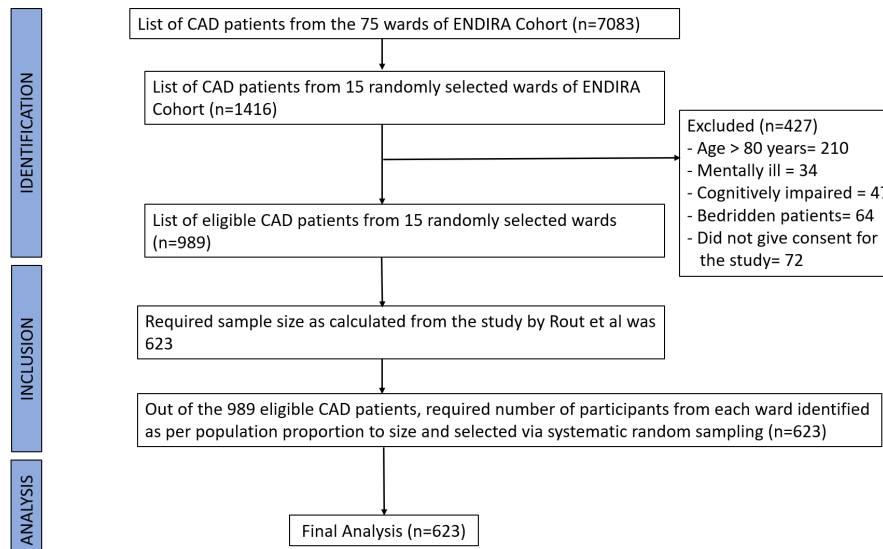 IDENTIFICATION
List of CAD patients from the 75 wards of ENDIRA Cohort (n=7083)
List of CAD patients from 15 randomly selected wards of ENDIRA
Cohort (n=1416)
Excluded (n=427)
- Age > 80 years= 210
- Mentally ill = 34
- Cognitively impaired = 47
- Bedridden patients= 64
- Did not give consent for
the study= 72
List of eligible CAD patients from 15 randomly selected wards
(n=989)
INCLUSION
Required sample size as calculated from the study by Rout et al was
623
Out of the 989 eligible CAD patients, required number of participants from each ward identified
as per population proportion to size and selected via systematic random sampling (n=623)
ANALYSIS
Final Analysis (n=623)